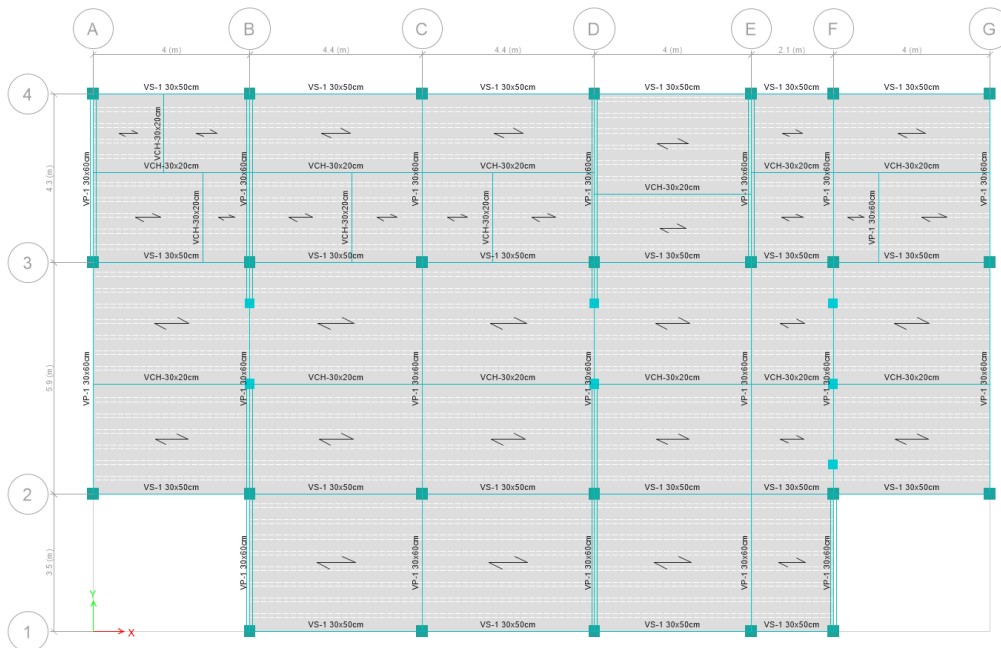 A B C D E F G
4 (m) 4.4 (m) 4.4 (m) 4 (m) 2.1 (m) 4 (m)
VS-1 30x50cm VS-1 30x50cm VS-1 30x50cm VS-1 30x50cm VS-1 30x50cm VS-1 30x50cm
4
VCH-30x20cm
VCH-30x20cm VCH-30x20cm VCH-30x20cm VCH-30x20cm VCH-30x20cm
4.3 (m)
VP-1 30x60cm VP-1 30x60cm VP-1 30x60cm VP-1 30x60cm VP-1 30x60cm VP-1 30x60cm VP-1 30x60cm
VCH-30x20cm
VCH-30x20cm VCH-30x20cm VCH-30x20cm VP-1 30x60cm
VS-1 30x50cm VS-1 30x50cm VS-1 30x50cm VS-1 30x50cm VS-1 30x50cm VS-1 30x50cm
3
5.9 (m)
VP-1 30x60cm VP-1 30x60cm VP-1 30x60cm VP-1 30x60cm VP-1 30x60cm VP-1 30x60cm VP-1 30x60cm
VCH-30x20cm VCH-30x20cm VCH-30x20cm VCH-30x20cm VCH-30x20cm VCH-30x20cm
VS-1 30x50cm VS-1 30x50cm VS-1 30x50cm VS-1 30x50cm VS-1 30x50cm VS-1 30x50cm
2
3.5 (m)
VP-1 30x60cm VP-1 30x60cm VP-1 30x60cm VP-1 30x60cm VP-1 30x60cm
Y
X
VS-1 30x50cm VS-1 30x50cm VS-1 30x50cm VS-1 30x50cm
1